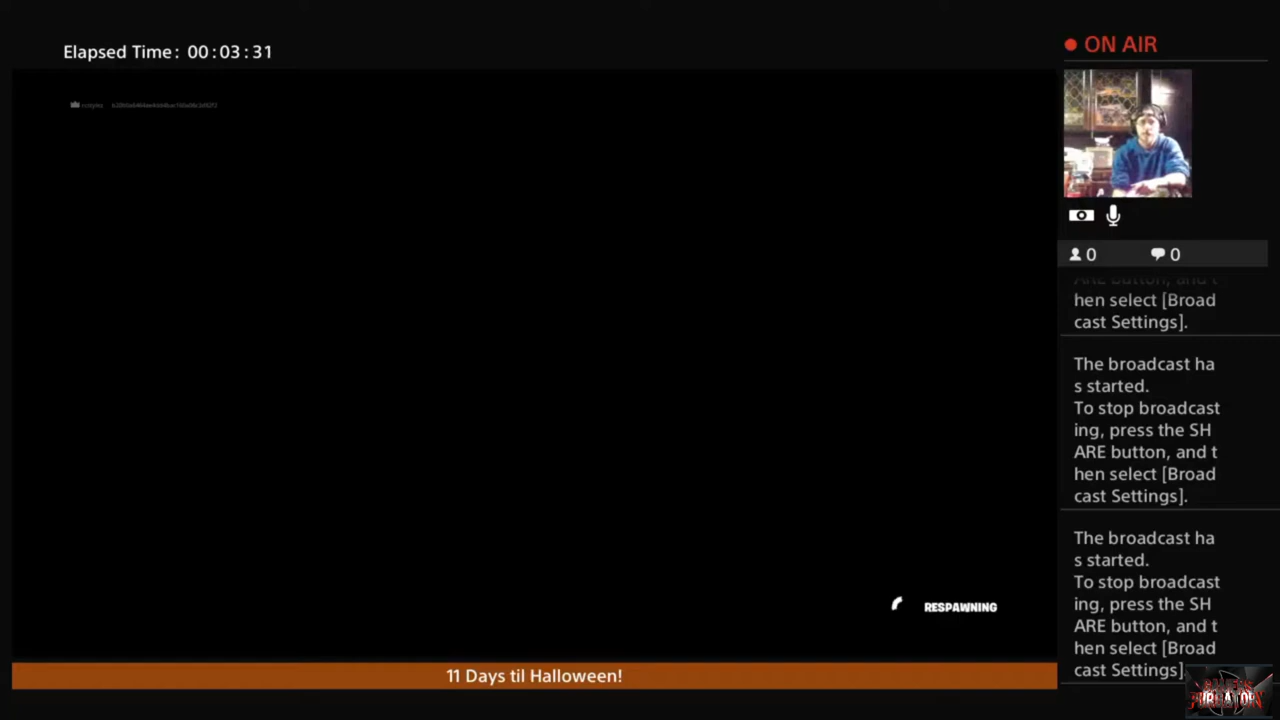 Elapsed Time: 00:03:31
ON AIR
0
0
ARE button, and t
hen select [Broad
cast Settings].
The broadcast ha
s started.
To stop broadcast
ing, press the SH
ARE button, and t
hen select [Broad
cast Settings].
The broadcast ha
s started.
To stop broadcast
ing, press the SH
ARE button, and t
hen select [Broad
cast Settings]
RESPAWNING
11 Days til Halloween!